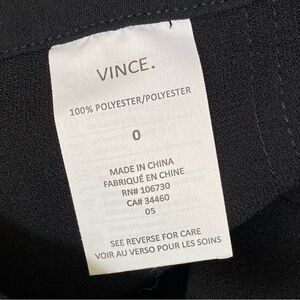 VINCE.
100% POLYESTER/POLYESTER
0
MADE IN CHINA
FABRIQUÉ EN CHINE
RN# 106730
CA# 34460
05
SEE REVERSE FOR CARE
VOIR AU VERSO POUR LES SOINS